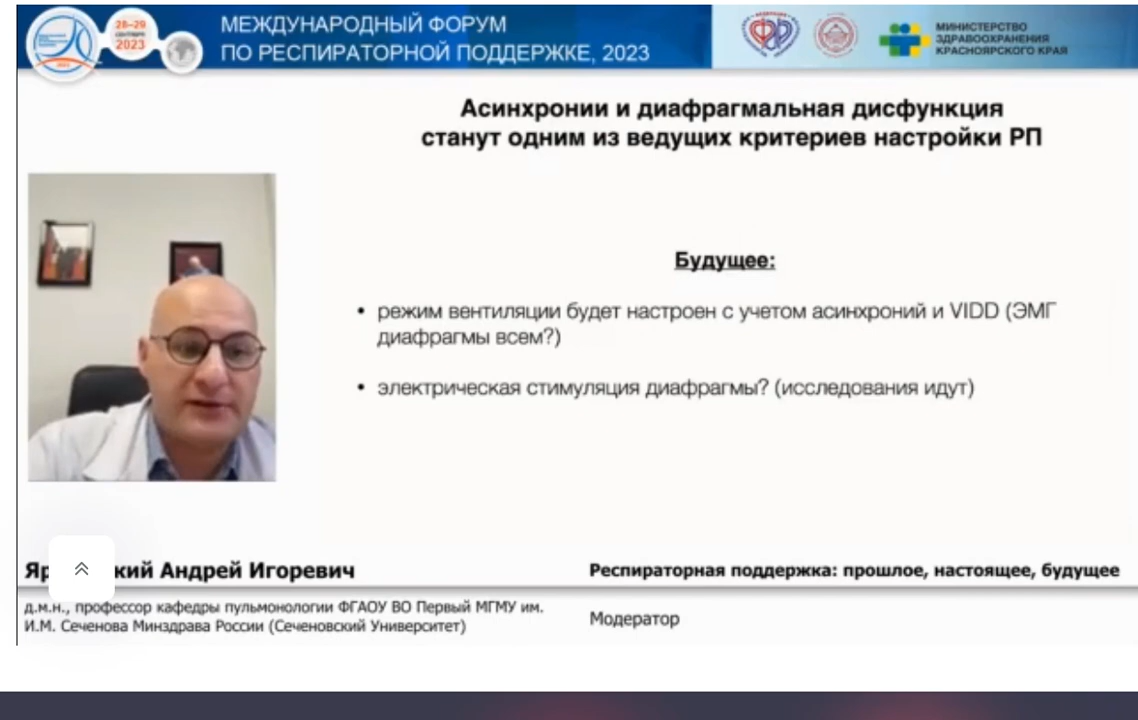 28–29
СЕНТЯБРЯ
2023
МЕЖДУНАРОДНЫЙ ФОРУМ
ПО РЕСПИРАТОРНОЙ ПОДДЕРЖКЕ, 2023
МИНИСТЕРСТВО
ЗДРАВООХРАНЕНИЯ
КРАСНОЯРСКОГО КРАЯ
Асинхронии и диафрагмальная дисфункция
станут одним из ведущих критериев настройки РП
Будущее:
• режим вентиляции будет настроен с учетом асинхроний и VIDD (ЭМГ
диафрагмы всем?)
• электрическая стимуляция диафрагмы? (исследования идут)
Андрей Игоревич
Респираторная поддержка: прошлое, настоящее, будущее
д.м.н., профессор кафедры пульмонологии ФГАОУ ВО Первый МГМУ им.
И.М. Сеченова Минздрава России (Сеченовский Университет)
Модератор